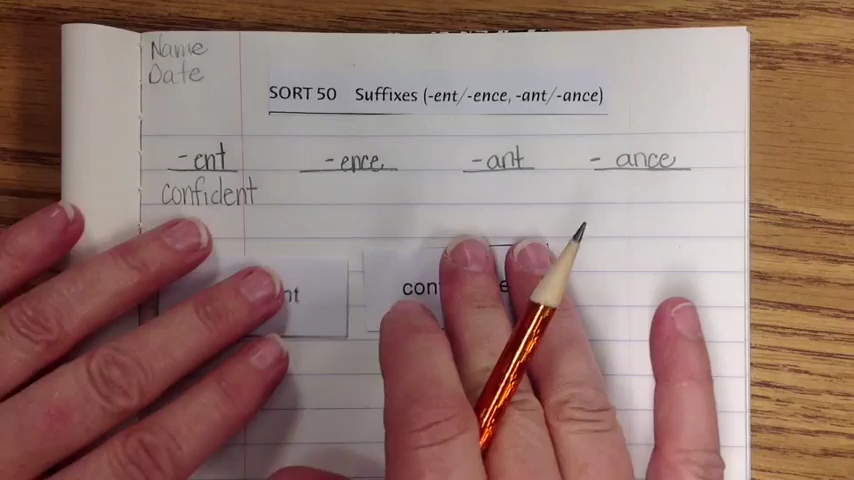 Name
Date
SORT 50 Suffixes (-ent/-ence, -ant/-ance)
-ent -ence -ant - ance
confident